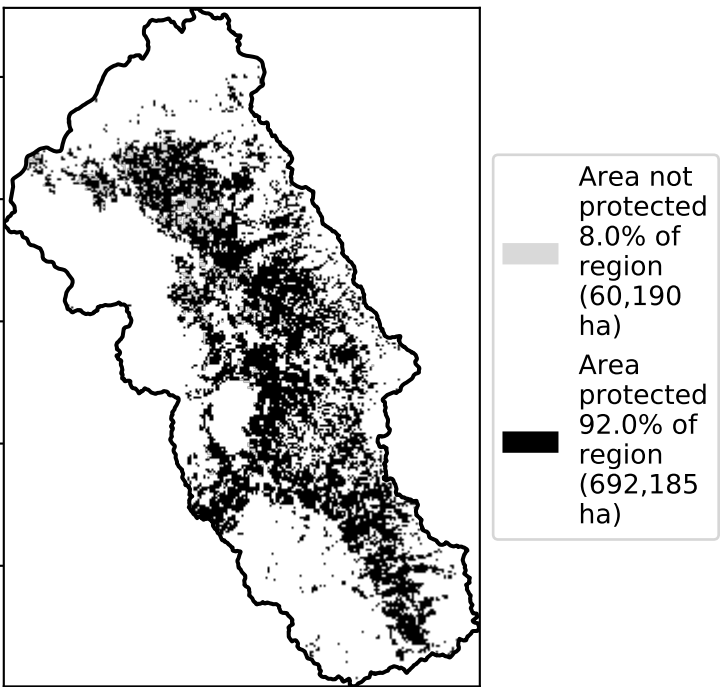 Area not
protected
8.0% of
region
(60,190
ha)
Area
protected
92.0% of
region
(692,185
ha)